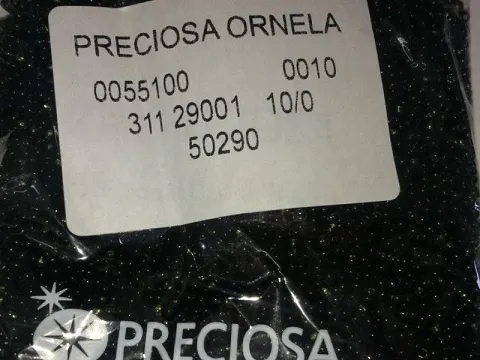 PRECIOSA ORNELA
0055100 0010
311 29001 10/0
50290
PRECIOSA